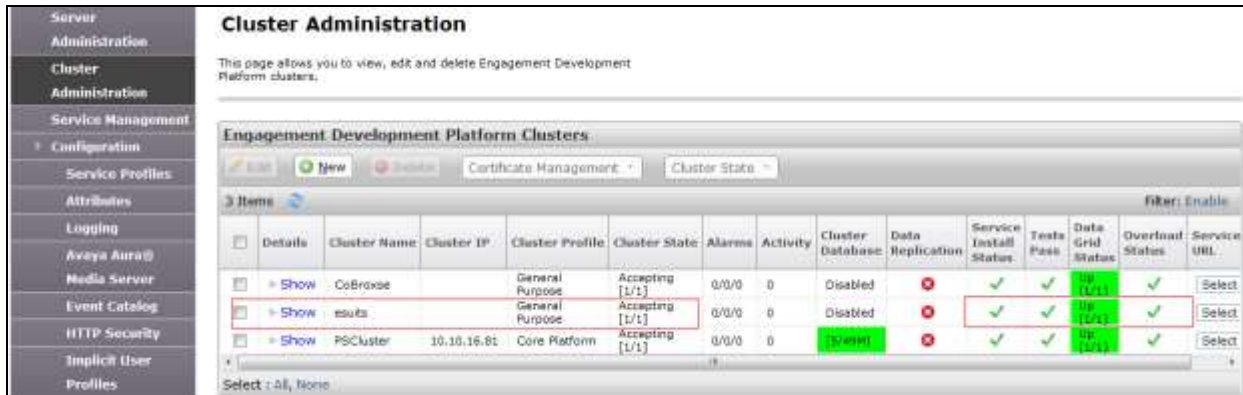 Server
Administration
Cluster
Administration
Service Management
Configuration
Service Profiles
Attributes
Logging
Avaya Aura®
Media Server
Event Catalog
HTTP Security
Implicit User
Profiles
Cluster Administration
This page allows you to view, edit and delete Engagement Development
Platform clusters.
Engagement Development Platform Clusters
Edit New Delete Certificate Management Cluster State
3 Items Filter: Enable
Details Cluster Name Cluster IP Cluster Profile Cluster State Alarms Activity Cluster Database Data Replication Service Install Status Tests Pass Data Grid Status Overload Status Service URL
Show CoBrowse General Purpose Accepting [1/1] 0/0/0 0 Disabled Up [1/1] Select
Show esuits General Purpose Accepting [1/1] 0/0/0 0 Disabled Up [1/1] Select
Show PSCluster 10.10.16.81 Core Platform Accepting [1/1] 0/0/0 0 Up [1/1] Select
Select : All, None